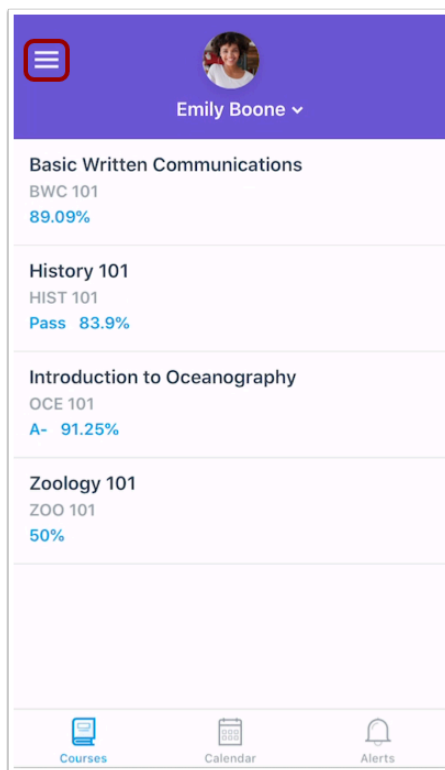 Emily Boone
Basic Written Communications
BWC 101
89.09%
History 101
HIST 101
Pass 83.9%
Introduction to Oceanography
OCE 101
A- 91.25%
Zoology 101
ZOO 101
50%
Courses Calendar Alerts